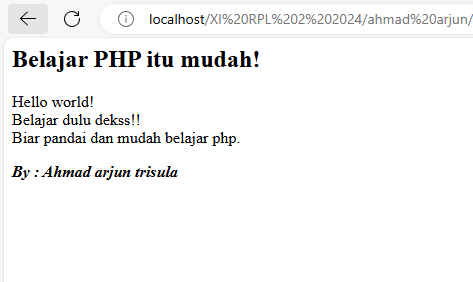 localhost/XI%20RPL%202%202024/ahmad%20arjun/
Belajar PHP itu mudah!
Hello world!
Belajar dulu dekss!!
Biar pandai dan mudah belajar php.
By : Ahmad arjun trisula